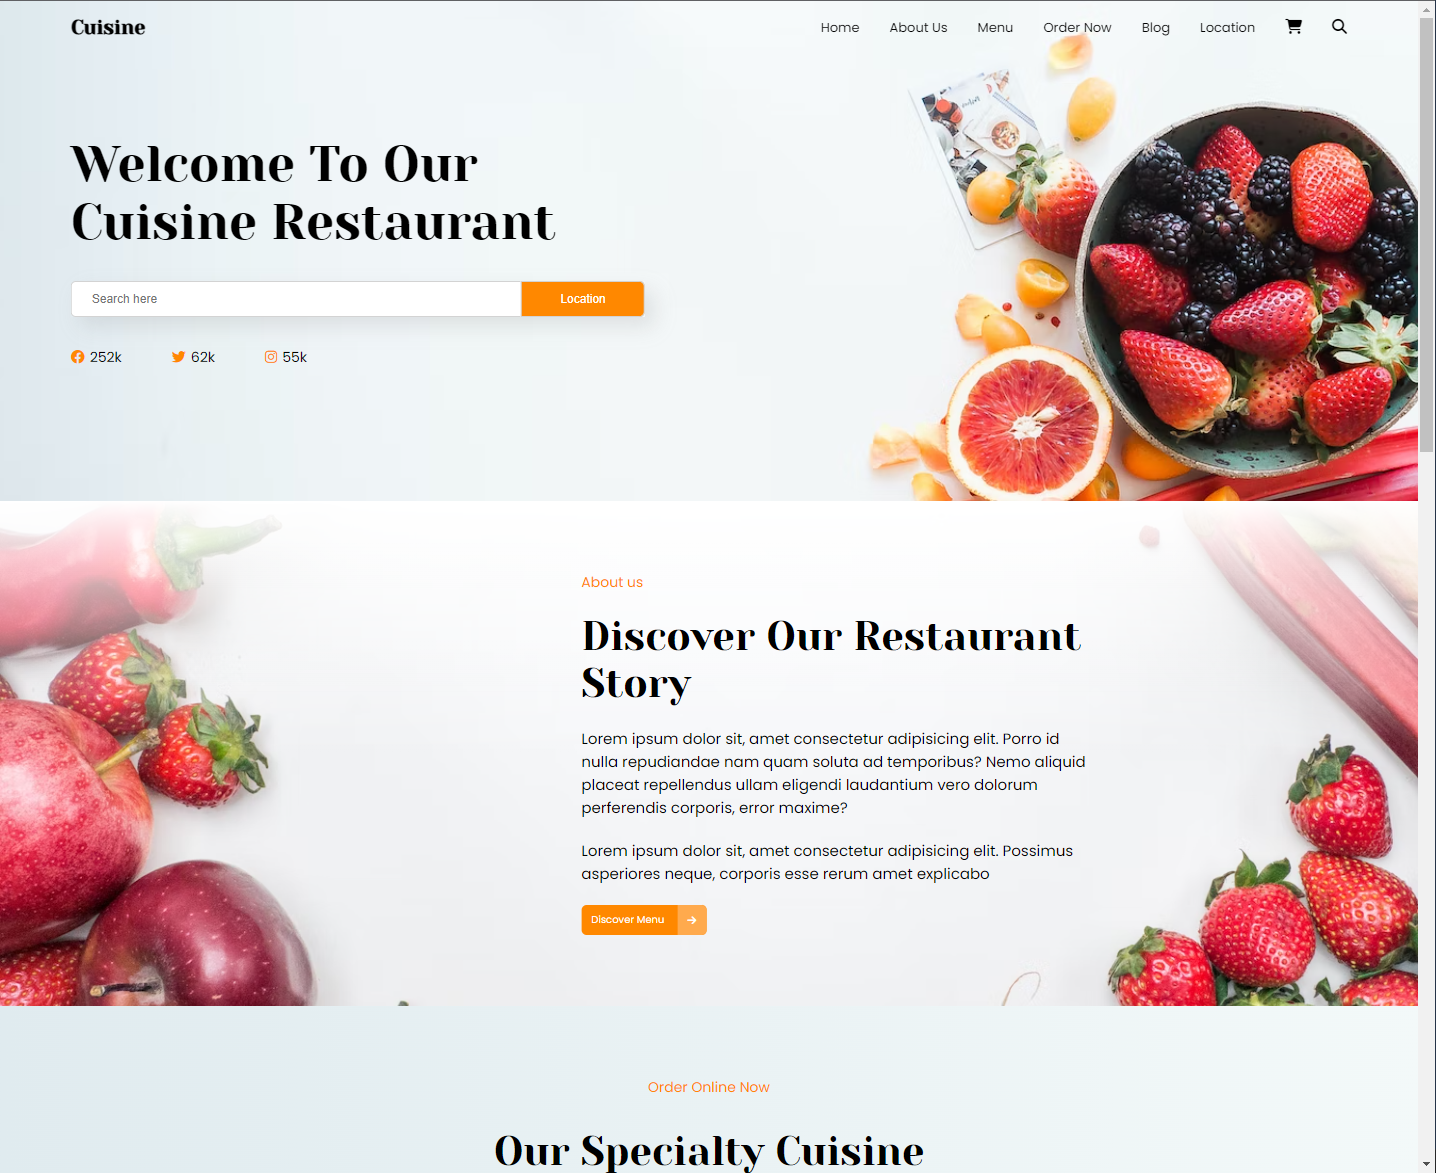 Cuisine
Home About Us Menu Order Now Blog Location
Welcome To Our
Cuisine Restaurant
Search here Location
252k 62k 55k
About us
Discover Our Restaurant
Story
Lorem ipsum dolor sit, amet consectetur adipisicing elit. Porro id
nulla repudiandae nam quam soluta ad temporibus? Nemo aliquid
placeat repellendus ullam eligendi laudantium vero dolorum
perferendis corporis, error maxime?
Lorem ipsum dolor sit, amet consectetur adipisicing elit. Possimus
asperiores neque, corporis esse rerum amet explicabo
Discover Menu
Order Online Now
Our Specialty Cuisine